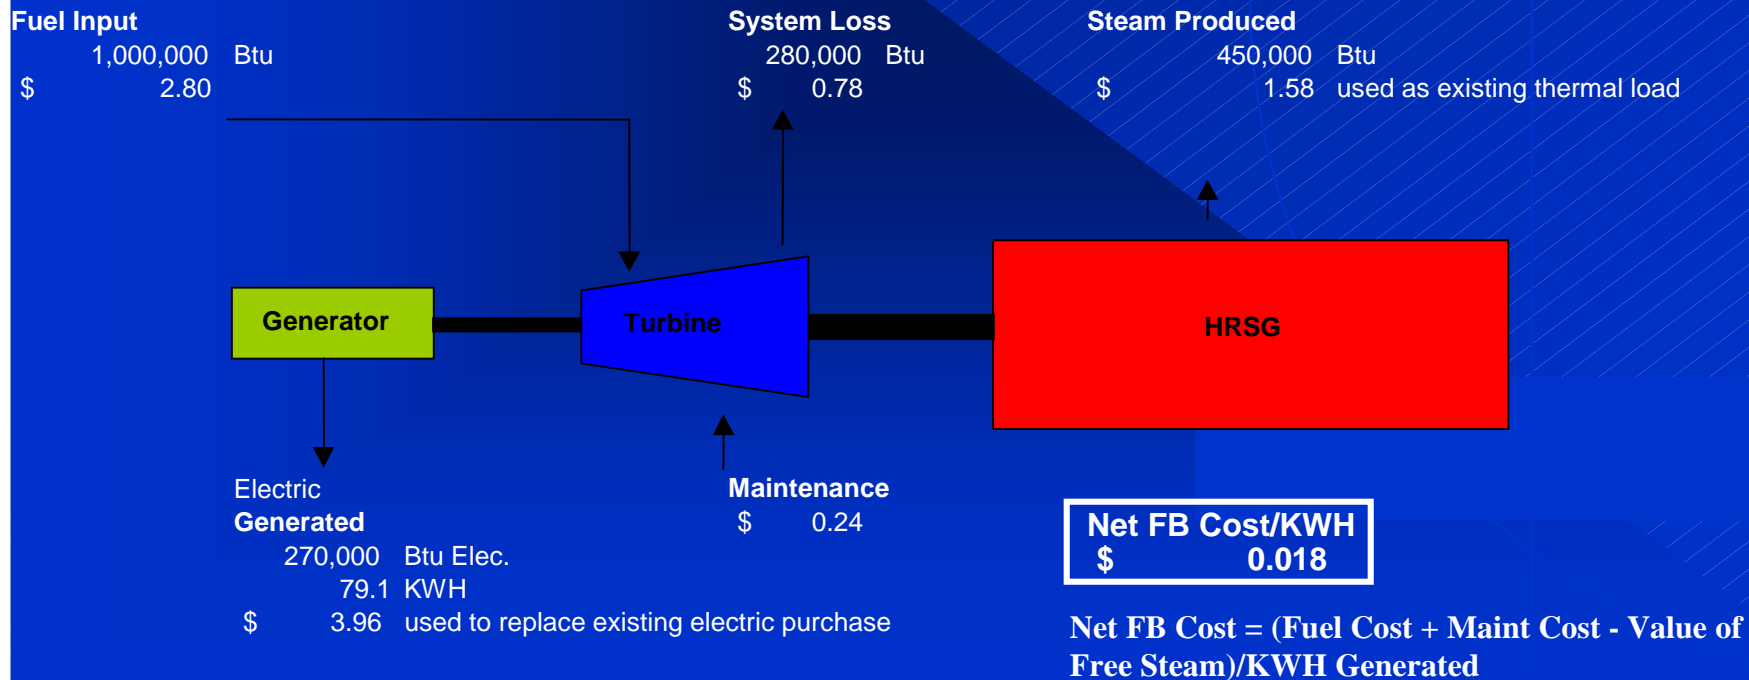 Fuel Input
1,000,000 Btu
$ 2.80
System Loss
280,000 Btu
$ 0.78
Steam Produced
450,000 Btu
$ 1.58 used as existing thermal load
Generator
Turbine
HRSG
Electric
Generated
270,000 Btu Elec.
79.1 KWH
$ 3.96 used to replace existing electric purchase
Maintenance
$ 0.24
Net FB Cost/KWH
$ 0.018
Net FB Cost = (Fuel Cost + Maint Cost - Value of
Free Steam)/KWH Generated